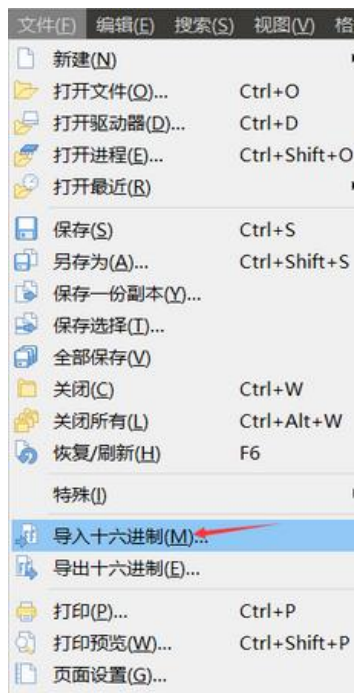 文件(F) 编辑(E) 搜索(S) 视图(V) 格
新建(N)
打开文件(O)... Ctrl+O
打开驱动器(D)... Ctrl+D
打开进程(E)... Ctrl+Shift+O
打开最近(R)
保存(S) Ctrl+S
另存为(A)... Ctrl+Shift+S
保存一份副本(Y)...
保存选择(T)...
全部保存(V)
关闭(C) Ctrl+W
关闭所有(L) Ctrl+Alt+W
恢复/刷新(H) F6
特殊(I)
导入十六进制(M)...
导出十六进制(E)...
打印(P)... Ctrl+P
打印预览(W)... Ctrl+Shift+P
页面设置(G)...